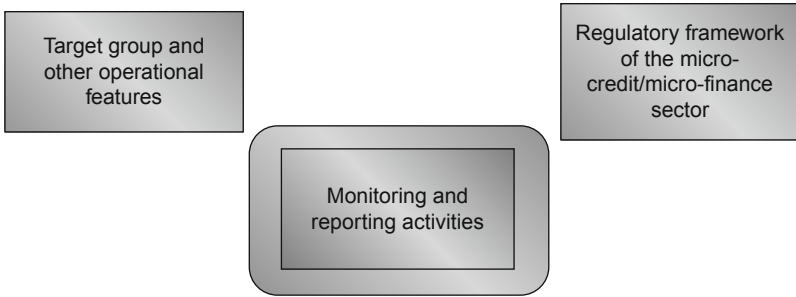 Target group and
other operational
features
Regulatory framework
of the micro-
credit/micro-finance
sector
Monitoring and
reporting activities